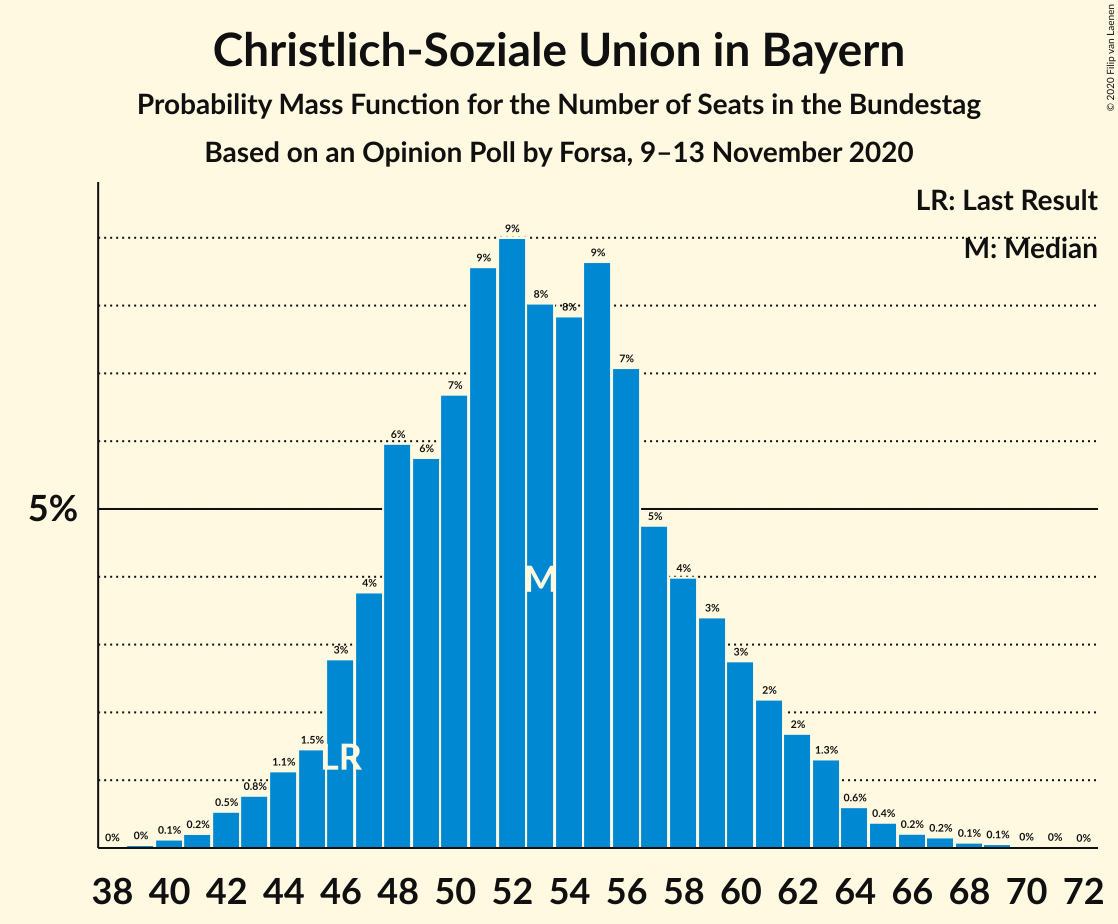 Christlich-Soziale Union in Bayern
Probability Mass Function for the Number of Seats in the Bundestag
Based on an Opinion Poll by Forsa, 9–13 November 2020
© 2020 Filip van Laenen
LR: Last Result
M: Median
5%
0% 0% 0.1% 0.2% 0.5% 0.8% 1.1% 1.5% 3% 4% 6% 6% 7% 9% 9% 8% 8% 9% 7% 5% 4% 3% 3% 2% 2% 1.3% 0.6% 0.4% 0.2% 0.2% 0.1% 0.1% 0% 0% 0%
M
LR
38 40 42 44 46 48 50 52 54 56 58 60 62 64 66 68 70 72